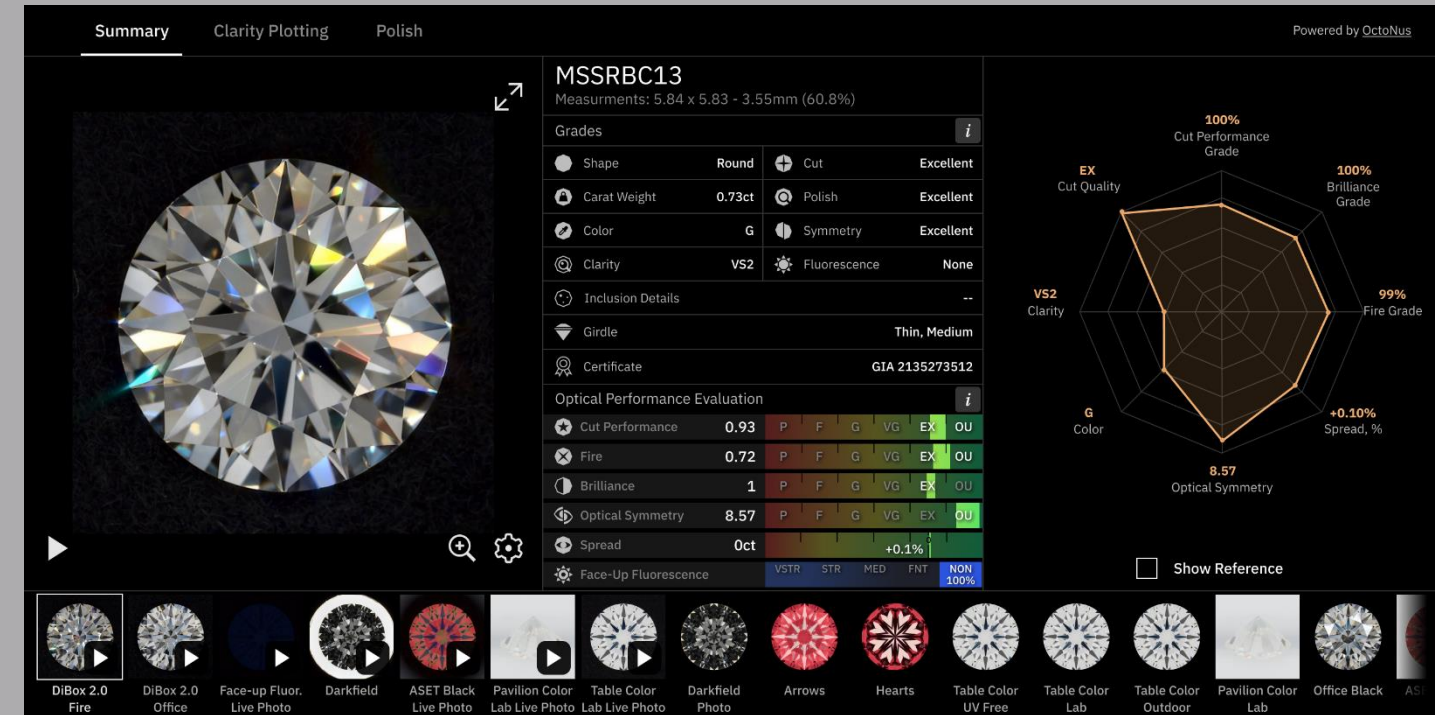 Summary Clarity Plotting Polish Powered by OctoNus
MSSRBC13
Measurments: 5.84 x 5.83 - 3.55mm (60.8%)
Grades i
Shape Round Cut Excellent
Carat Weight 0.73ct Polish Excellent
Color G Symmetry Excellent
Clarity VS2 Fluorescence None
Inclusion Details --
Girdle Thin, Medium
Certificate GIA 2135273512
Optical Performance Evaluation i
Cut Performance 0.93 P F G VG EX OU
Fire 0.72 P F G VG EX OU
Brilliance 1 P F G VG EX OU
Optical Symmetry 8.57 P F G VG EX OU
Spread 0ct +0.1%
Face-Up Fluorescence VSTR STR MED FNT NON
100%
100%
Cut Performance
Grade
100%
Brilliance
Grade
99%
Fire Grade
+0.10%
Spread, %
8.57
Optical Symmetry
G
Color
VS2
Clarity
EX
Cut Quality
Show Reference
DiBox 2.0
Fire
DiBox 2.0
Office
Face-up Fluor.
Live Photo
Darkfield
ASET Black
Live Photo
Pavilion Color
Lab Live Photo
Table Color
Lab Live Photo
Darkfield
Photo
Arrows
Hearts
Table Color
UV Free
Table Color
Lab
Table Color
Outdoor
Pavilion Color
Lab
Office Black